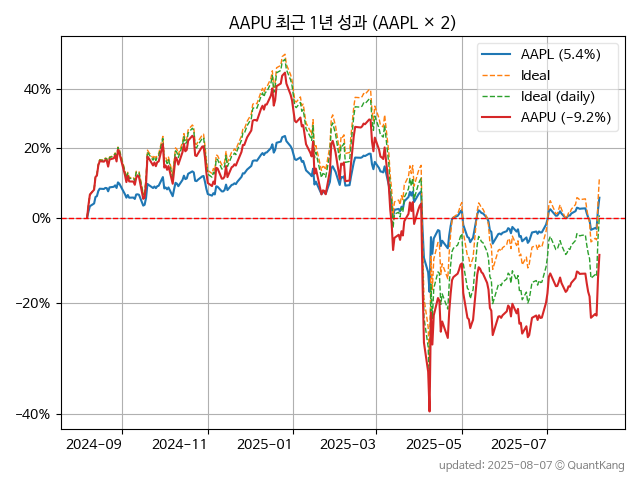 AAPU 최근 1년 성과 (AAPL × 2)
AAPL (5.4%)
Ideal
Ideal (daily)
AAPU (−9.2%)
40%
20%
0%
−20%
−40%
2024-09
2024-11
2025-01
2025-03
2025-05
2025-07
updated: 2025-08-07 © QuantKang